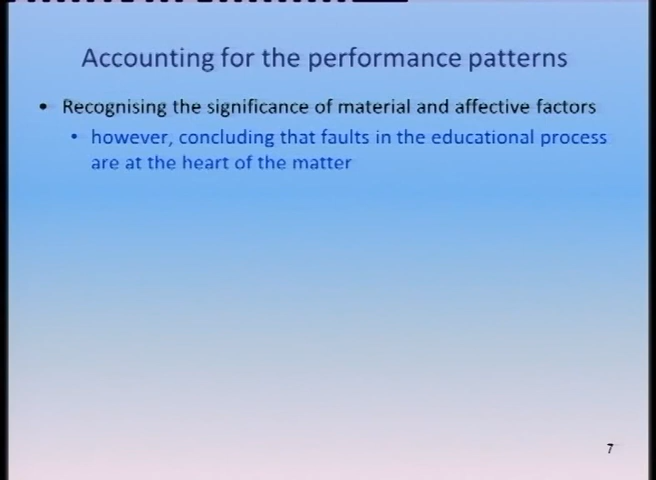 Accounting for the performance patterns
• Recognising the significance of material and affective factors
• however, concluding that faults in the educational process
are at the heart of the matter
7